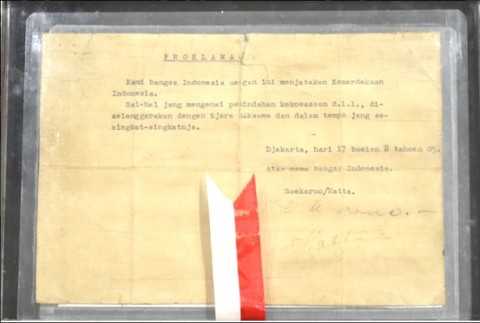 PROKLAMASI
Kami bangsa Indonesia dengan ini menjatakan Kemerdekaan
Indonesia.
Hal-hal jang mengenai pemindahan kekoeasaan d.l.l., di-
selenggarakan dengan tjara saksama dan dalam tempo jang se-
singkat-singkatnja.
Djakarta, hari 17 boelan 8 tahoen 05.
Atas nama bangsa Indonesia.
Soekarno/Hatta.